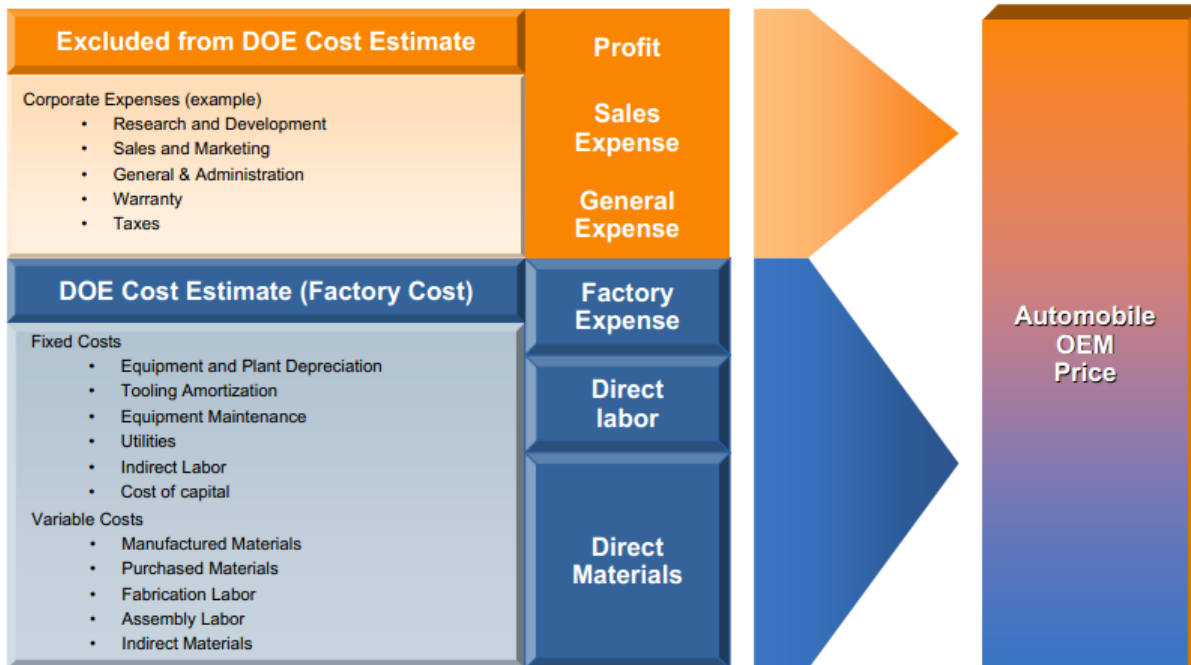 Excluded from DOE Cost Estimate
Corporate Expenses (example)
• Research and Development
• Sales and Marketing
• General & Administration
• Warranty
• Taxes
Profit
Sales
Expense
General
Expense
DOE Cost Estimate (Factory Cost)
Fixed Costs
• Equipment and Plant Depreciation
• Tooling Amortization
• Equipment Maintenance
• Utilities
• Indirect Labor
• Cost of capital
Variable Costs
• Manufactured Materials
• Purchased Materials
• Fabrication Labor
• Assembly Labor
• Indirect Materials
Factory
Expense
Direct
labor
Direct
Materials
Automobile
OEM
Price